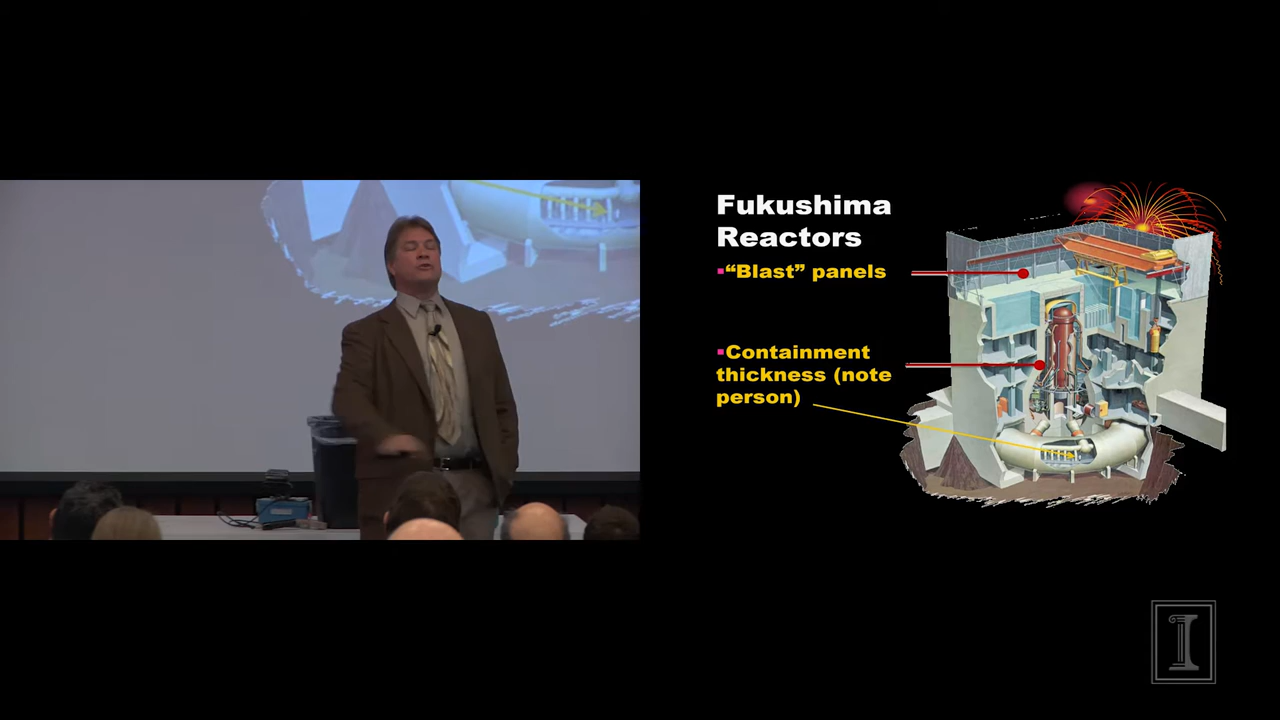 Fukushima
Reactors
▪“Blast” panels
▪Containment
thickness (note
person)
I